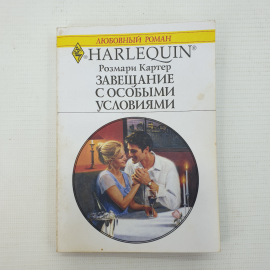 ЛЮБОВНЫЙ РОМАН
HARLEQUIN®
Розмари Картер
ЗАВЕЩАНИЕ
С ОСОБЫМИ
УСЛОВИЯМИ